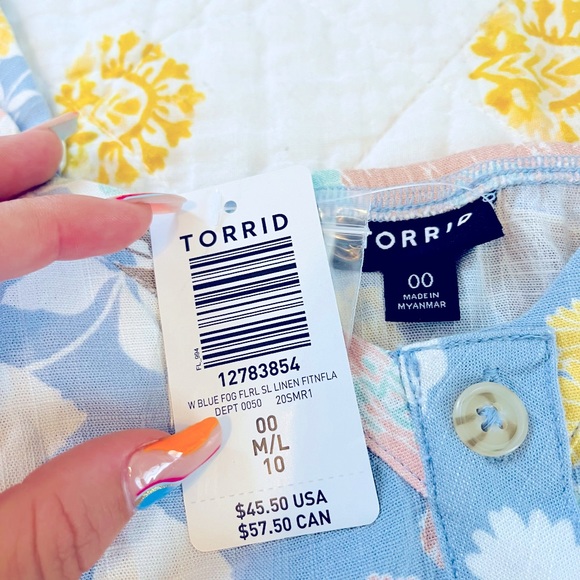 TORRID
FL_994
12783854
W BLUE FOG FLRL SL LINEN FITNFLA
DEPT 0050 20SMR1
00
M/L
10
$45.50 USA
$57.50 CAN
TORRID
00
MADE IN
MYANMAR